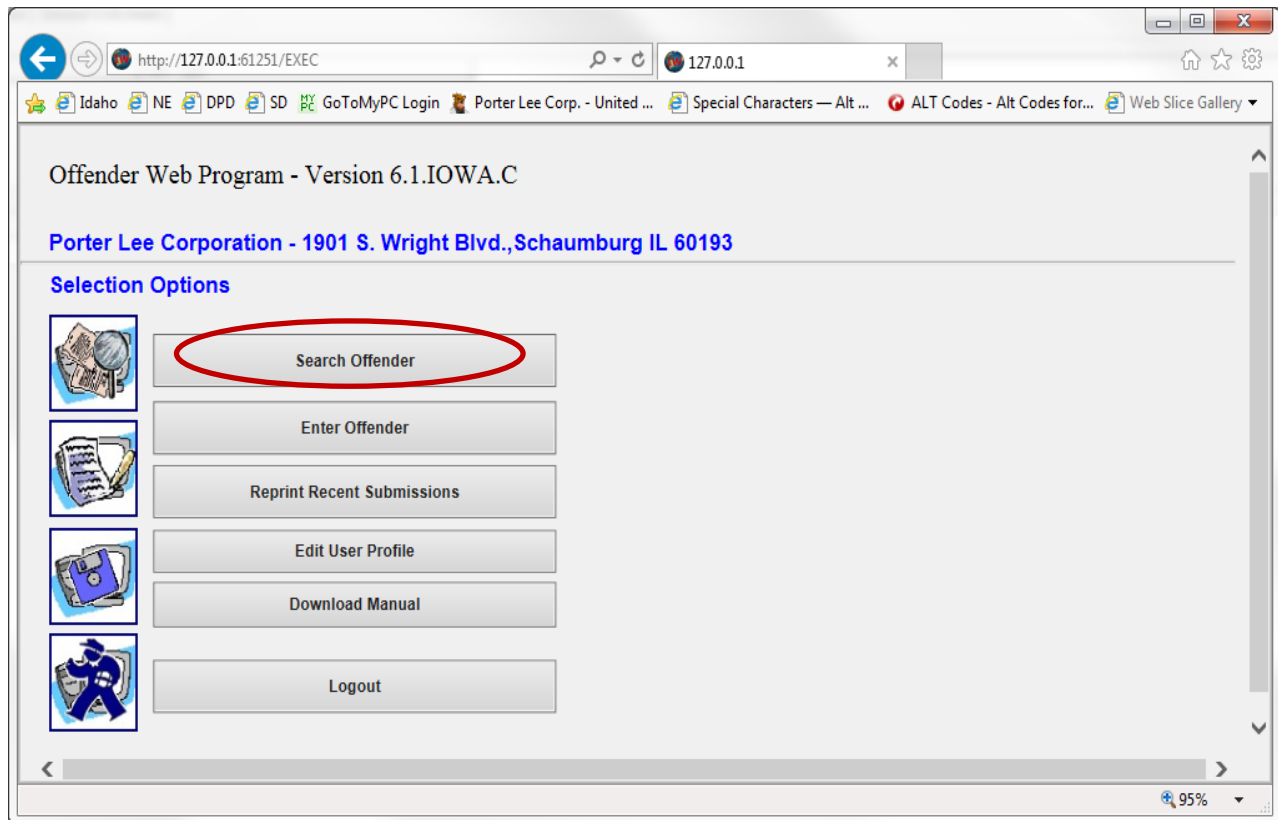 http://127.0.0.1:61251/EXEC
127.0.0.1
Idaho NE DPD SD MY PC GoToMyPC Login Porter Lee Corp. - United ... Special Characters — Alt ... ALT Codes - Alt Codes for... Web Slice Gallery
Offender Web Program - Version 6.1.IOWA.C
Porter Lee Corporation - 1901 S. Wright Blvd.,Schaumburg IL 60193
Selection Options
Search Offender
Enter Offender
Reprint Recent Submissions
Edit User Profile
Download Manual
Logout
95%